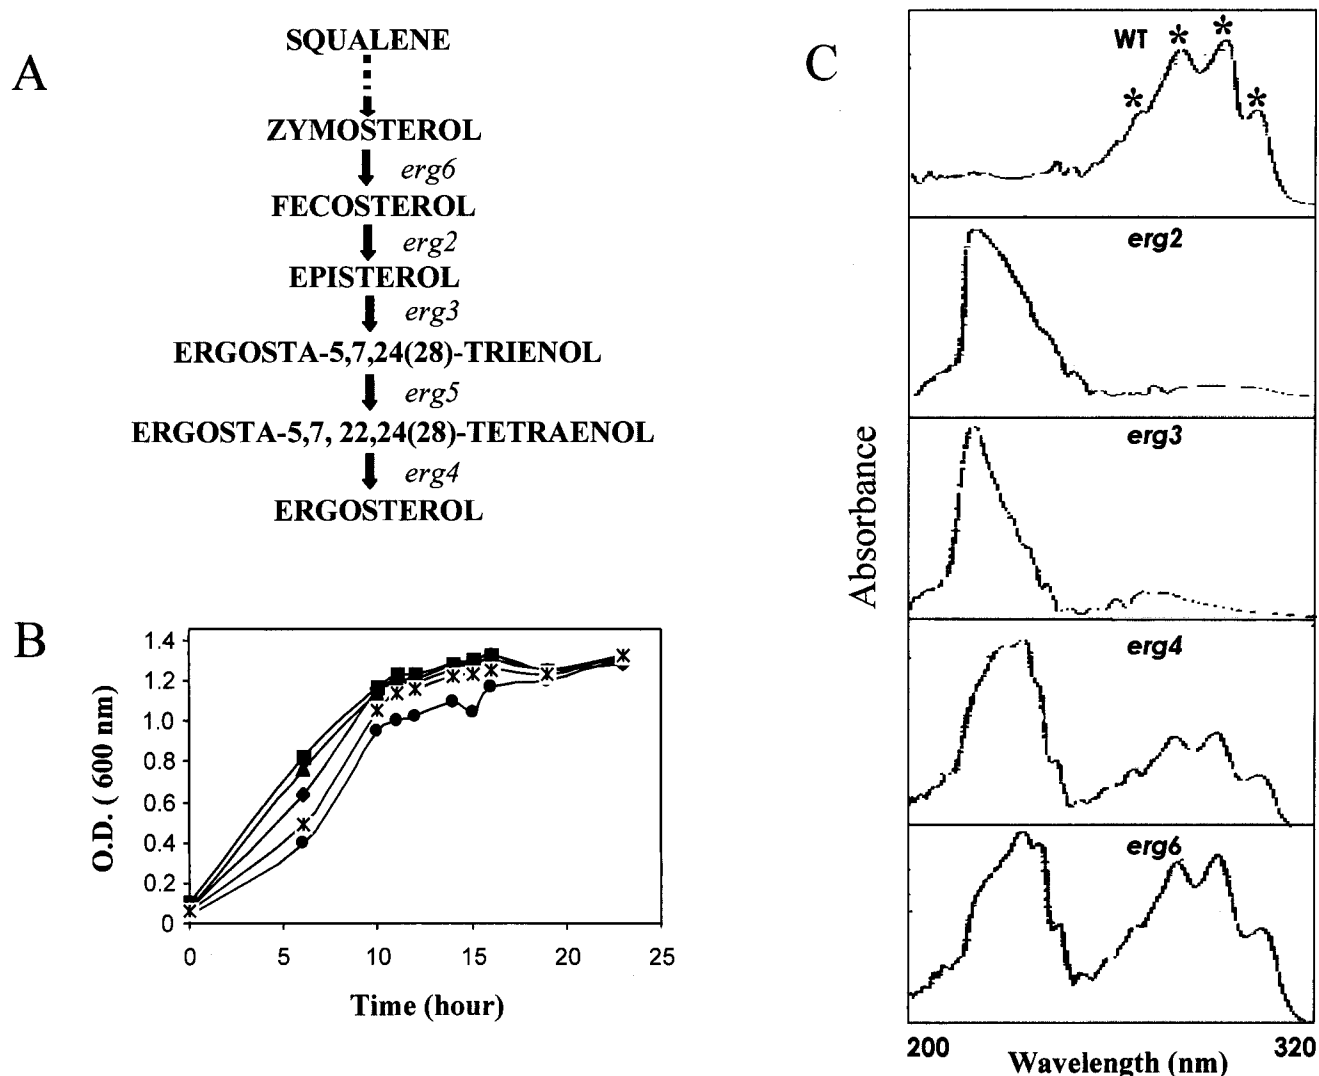 A
SQUALENE
ZYMOSTEROL
erg6
FECOSTEROL
erg2
EPISTEROL
erg3
ERGOSTA-5,7,24(28)-TRIENOL
erg5
ERGOSTA-5,7, 22,24(28)-TETRAENOL
erg4
ERGOSTEROL
B
O.D. ( 600 nm)
1.4
1.2
1.0
0.8
0.6
0.4
0.2
0
0 5 10 15 20 25
Time (hour)
C
Absorbance
WT
* * * *
erg2
erg3
erg4
erg6
200 320
Wavelength (nm)